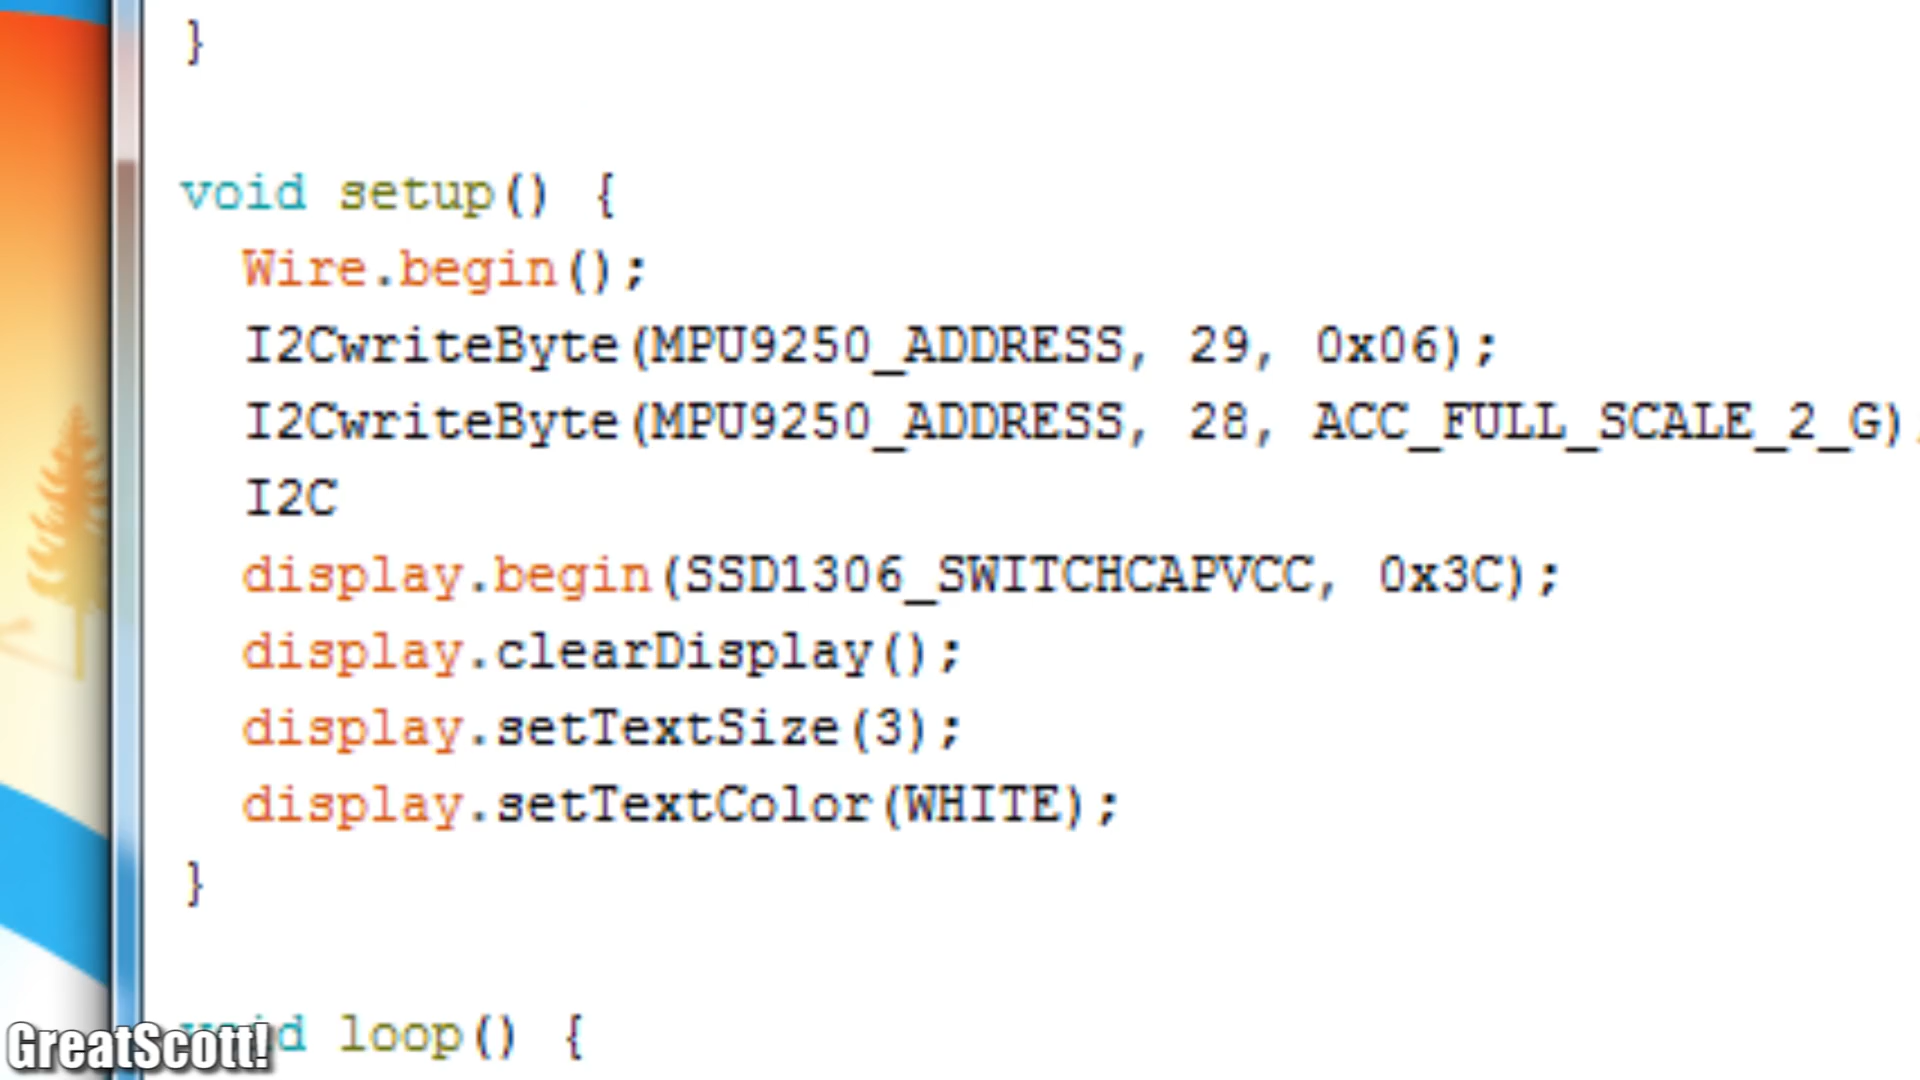 }
void setup() {
Wire.begin();
I2CwriteByte(MPU9250_ADDRESS, 29, 0x06);
I2CwriteByte(MPU9250_ADDRESS, 28, ACC_FULL_SCALE_2_G);
I2C
display.begin(SSD1306_SWITCHCAPVCC, 0x3C);
display.clearDisplay();
display.setTextSize(3);
display.setTextColor(WHITE);
}
void loop() {
GreatScott!